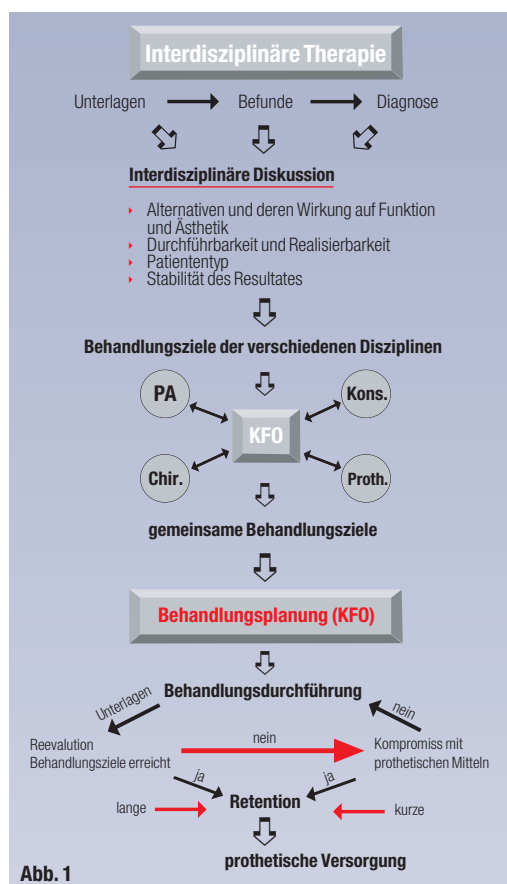 Interdisziplinäre Therapie
Unterlagen Befunde Diagnose
Interdisziplinäre Diskussion
Alternativen und deren Wirkung auf Funktion
und Ästhetik
Durchführbarkeit und Realisierbarkeit
Patiententyp
Stabilität des Resultates
Behandlungsziele der verschiedenen Disziplinen
PA Kons.
KFO
Chir. Proth.
gemeinsame Behandlungsziele
Behandlungsplanung (KFO)
Behandlungsdurchführung
Unterlagen nein
nein
Reevalution Kompromiss mit
Behandlungsziele erreicht prothetischen Mitteln
ja ja
lange Retention kurze
prothetische Versorgung
Abb. 1